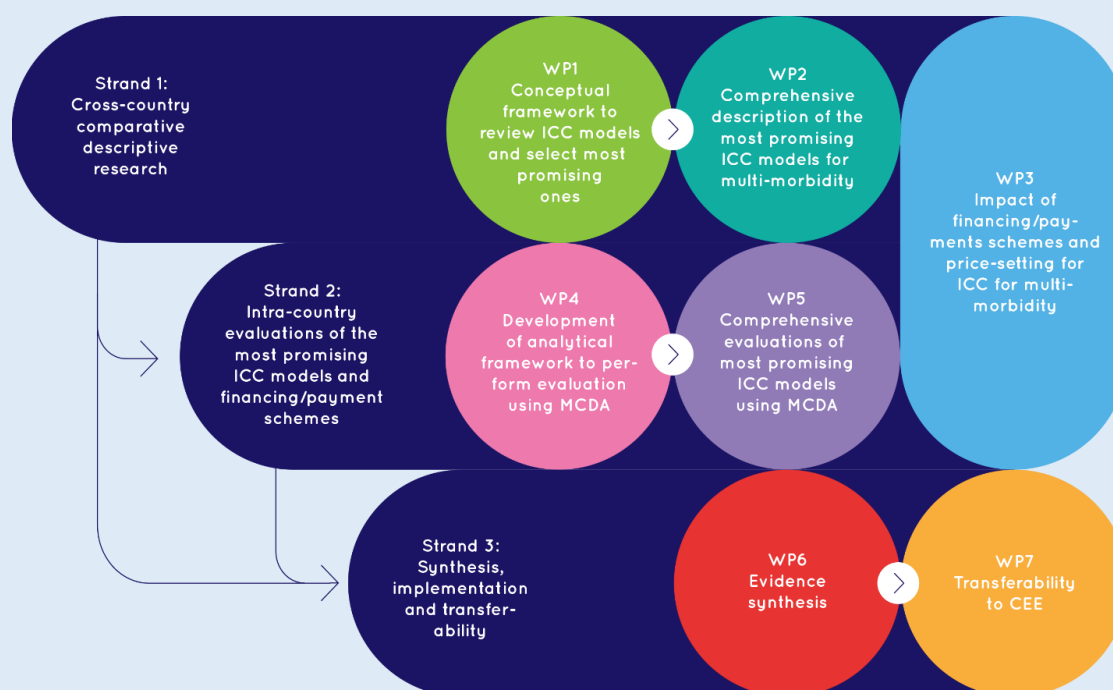 Strand 1:
Cross-country
comparative
descriptive
research
WP1
Conceptual
framework to
review ICC models
and select most
promising
ones
WP2
Comprehensive
description of the
most promising
ICC models for
multi-morbidity
WP3
Impact of
financing/pay-
ments schemes and
price-setting for
ICC for multi-
morbidity
Strand 2:
Intra-country
evaluations of the
most promising
ICC models and
financing/payment
schemes
WP4
Development
of analytical
framework to per-
form evaluation
using MCDA
WP5
Comprehensive
evaluations of
most promising
ICC models
using MCDA
Strand 3:
Synthesis,
implementation
and transfer-
ability
WP6
Evidence
synthesis
WP7
Transferability
to CEE